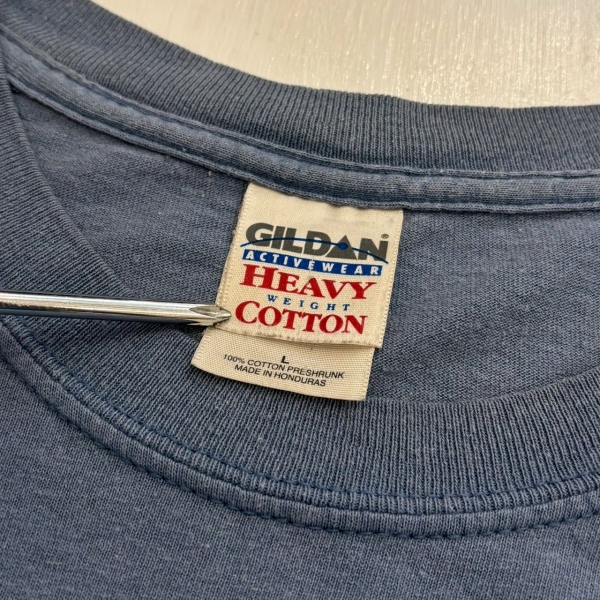 GILDAN®
ACTIVEWEAR
HEAVY
WEIGHT
COTTON
L
100% COTTON PRESHRUNK
MADE IN HONDURAS